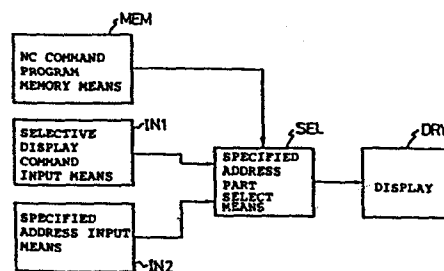 MEM
NC COMMAND
PROGRAM
MEMORY MEANS
IN1
SELECTIVE
DISPLAY
COMMAND
INPUT MEANS
SEL
SPECIFIED
ADDRESS
PART
SELECT
MEANS
DRY
DISPLAY
SPECIFIED
ADDRESS INPUT
MEANS
IN2